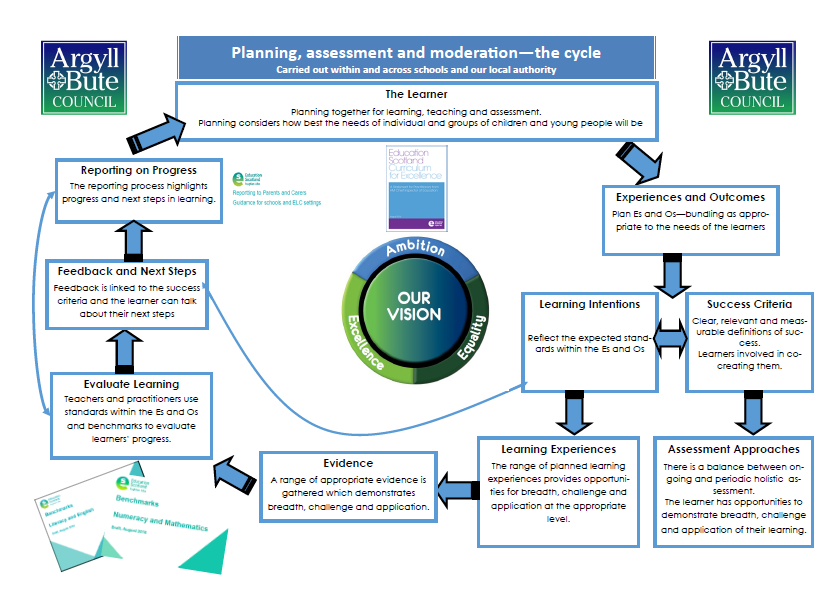 Argyll
Bute
COUNCIL
Planning, assessment and moderation—the cycle
Carried out within and across schools and our local authority
Argyll
Bute
COUNCIL
The Learner
Planning together for learning, teaching and assessment.
Planning considers how best the needs of individual and groups of children and young people will be
Reporting on Progress
The reporting process highlights
progress and next steps in learning.
Education
Scotland
Reporting to Parents and Carers
Guidance for schools and ELC settings
Education
Scotland
Curriculum
for Excellence
Experiences and Outcomes
Plan Es and Os—bundling as appro-
priate to the needs of the learners
Feedback and Next Steps
Feedback is linked to the success
criteria and the learner can talk
about their next steps
Ambition
OUR
VISION
Excellence
Equality
Learning Intentions
Reflect the expected stand-
ards within the Es and Os
Success Criteria
Clear, relevant and meas-
urable definitions of suc-
cess.
Learners involved in co-
creating them.
Evaluate Learning
Teachers and practitioners use
standards within the Es and Os
and benchmarks to evaluate
learners' progress.
Evidence
A range of appropriate evidence is
gathered which demonstrates
breadth, challenge and application.
Learning Experiences
The range of planned learning
experiences provides opportuni-
ties for breadth, challenge and
application at the appropriate
level.
Assessment Approaches
There is a balance between on-
going and periodic holistic as-
sessment.
The learner has opportunities to
demonstrate breadth, challenge
and application of their learning.
Benchmarks
Literacy and English
Education
Scotland
Benchmarks
Numeracy and Mathematics